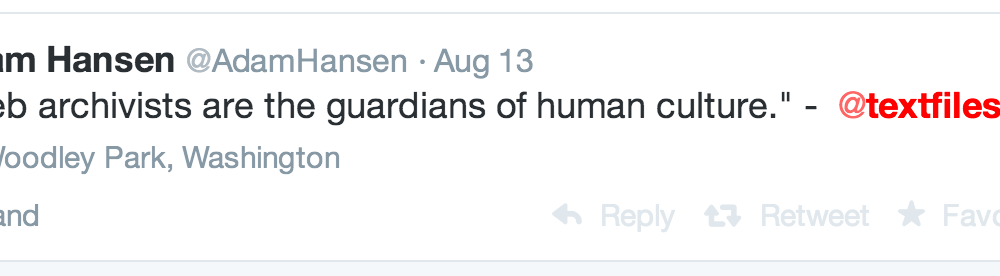 am Hansen @AdamHansen · Aug 13
eb archivists are the guardians of human culture." - @textfiles
oodley Park, Washington
and
Reply Retweet Favo